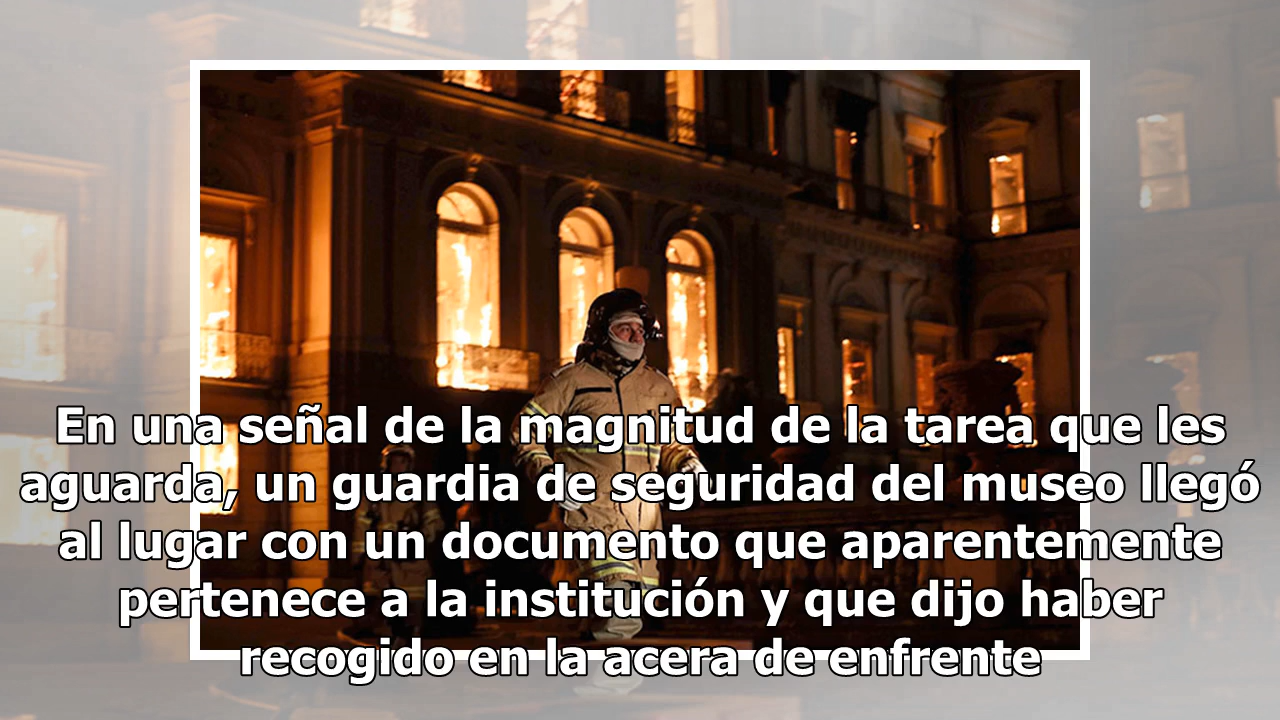 En una señal de la magnitud de la tarea que les
aguarda, un guardia de seguridad del museo llegó
al lugar con un documento que aparentemente
pertenece a la institución y que dijo haber
recogido en la acera de enfrente